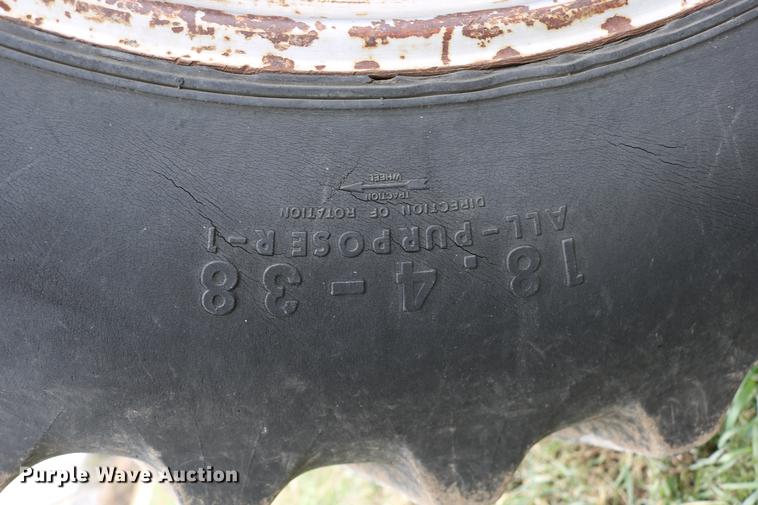 18.4-38
ALL-PURPOSE R-1
DIRECTION OF ROTATION
TRACTION
WHEEL
Purple Wave Auction